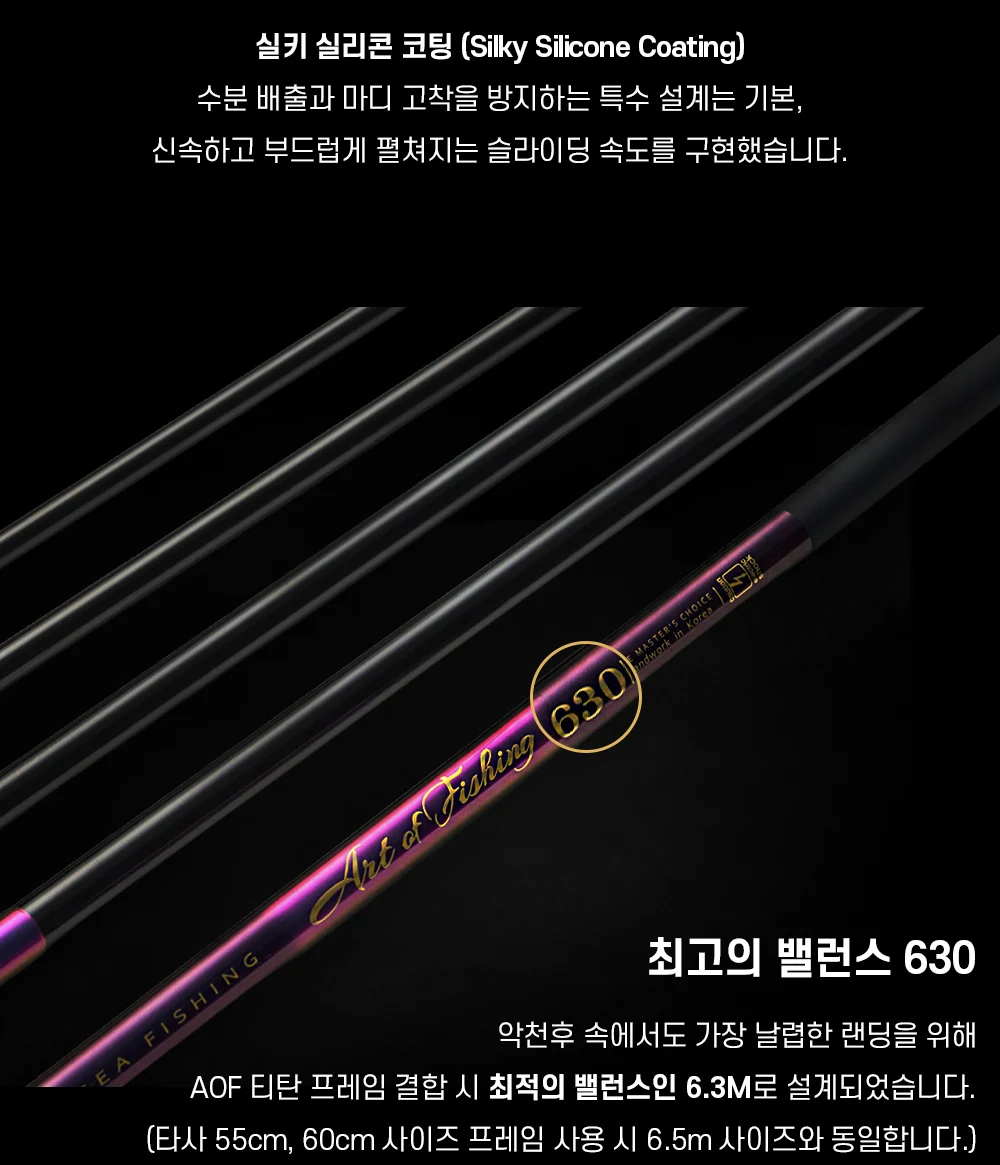 실키 실리콘 코팅 (Silky Silicone Coating)
수분 배출과 마디 고착을 방지하는 특수 설계는 기본,
신속하고 부드럽게 펼쳐지는 슬라이딩 속도를 구현했습니다.
MASTER'S CHOICE
in Korea
630
Art of Fishing
FISHING
최고의 밸런스 630
악천후 속에서도 가장 날렵한 랜딩을 위해
AOF 티탄 프레임 결합 시 최적의 밸런스인 6.3M로 설계되었습니다.
(타사 55cm, 60cm 사이즈 프레임 사용 시 6.5m 사이즈와 동일합니다.)